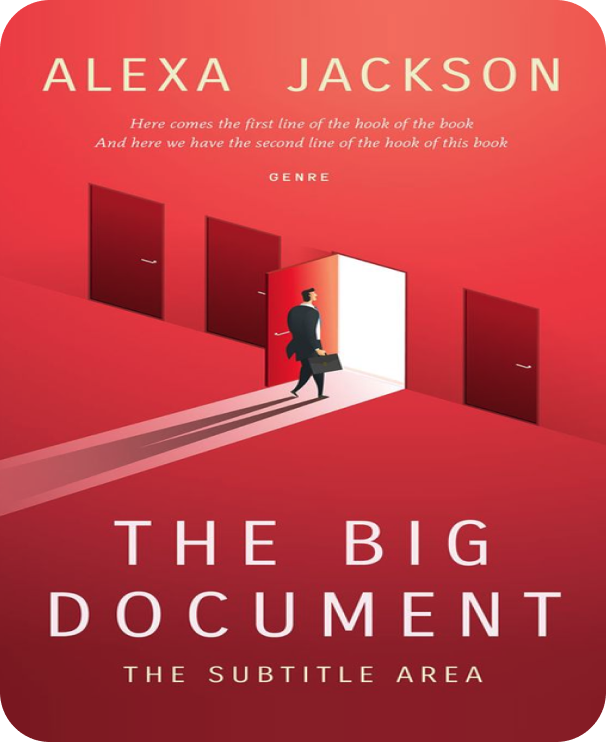 ALEXA JACKSON
Here comes the first line of the hook of the book
And here we have the second line of the hook of this book
GENRE
THE BIG
DOCUMENT
THE SUBTITLE AREA